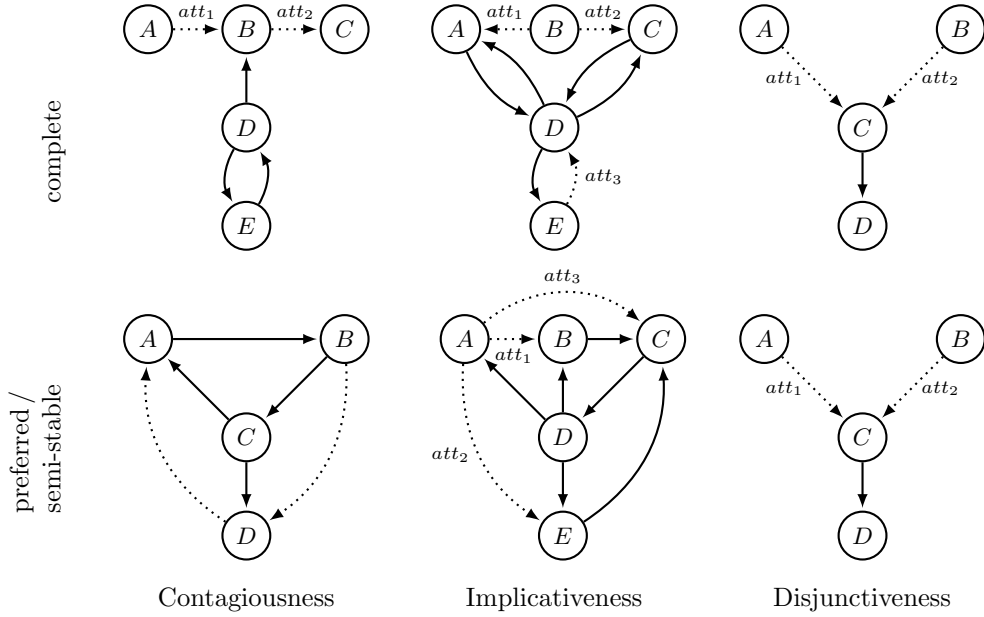 A att₁ B att₂ C
D
E
A att₁ B att₂ C
D
att₃
E
A B
att₁ att₂
C
D
complete
A B
C
D
att₃
A B C
att₁
D
att₂
E
A B
att₁ att₂
C
D
preferred /
semi-stable
Contagiousness Implicativeness Disjunctiveness